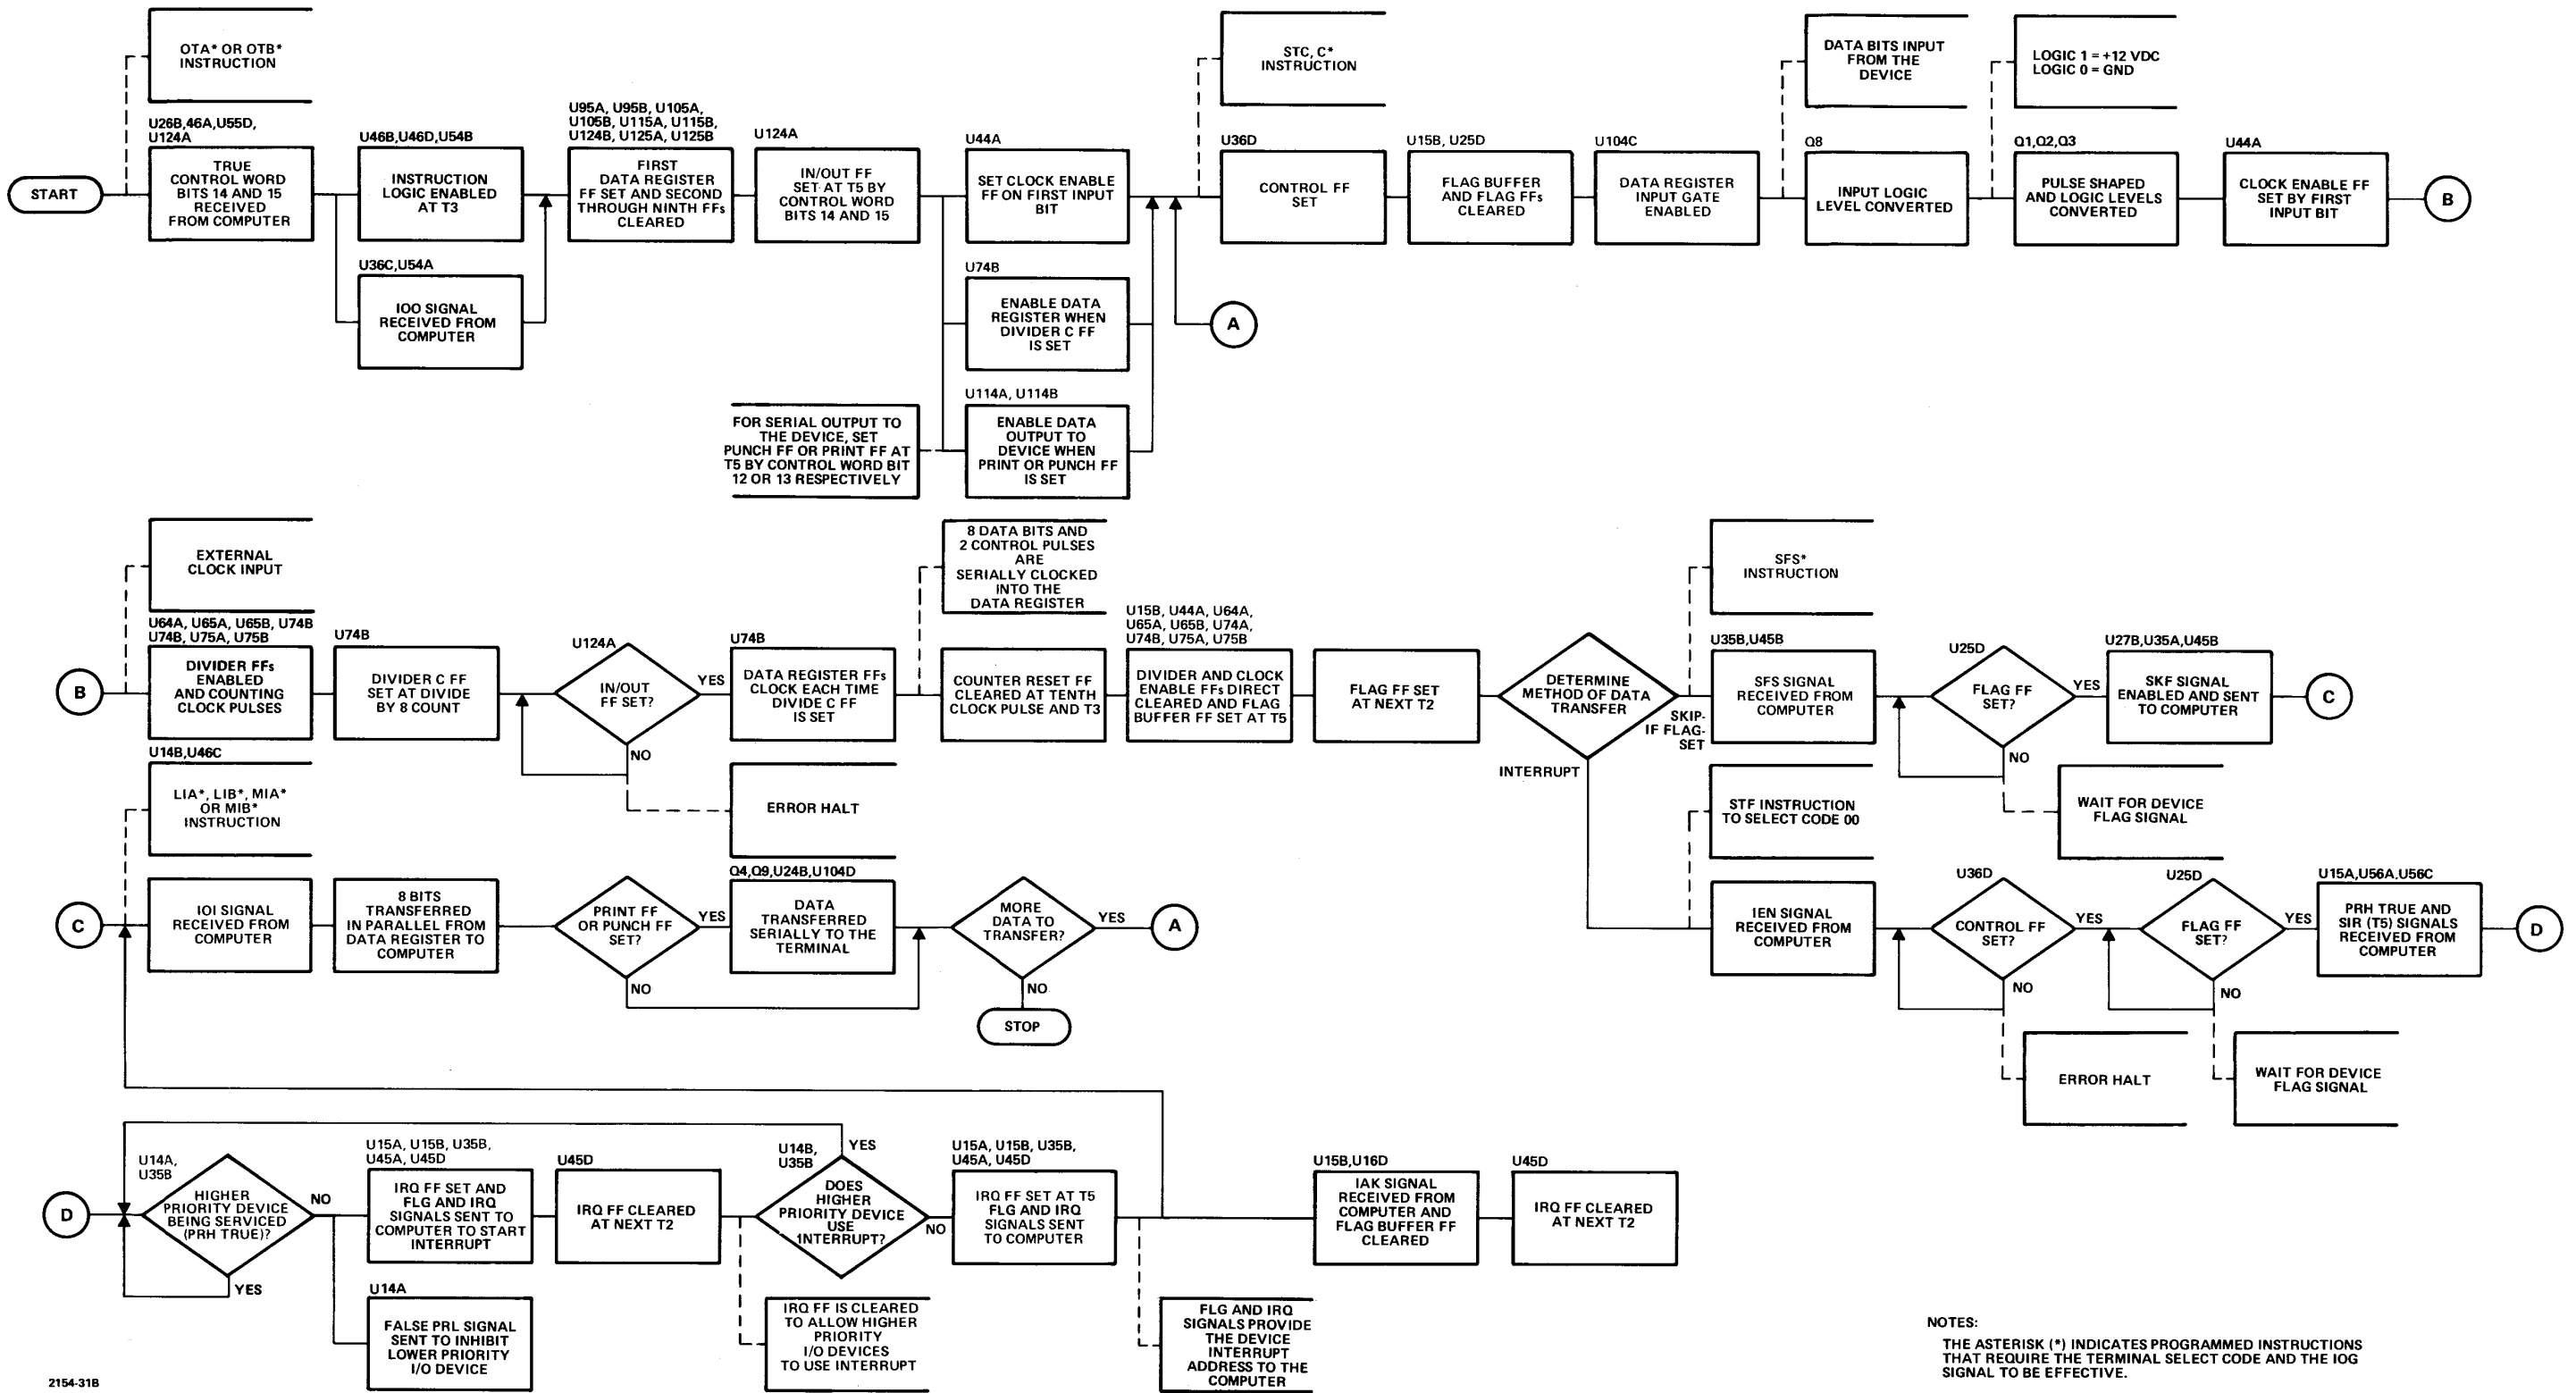 OTA* OR OTB*
INSTRUCTION
STC, C*
INSTRUCTION
DATA BITS INPUT
FROM THE
DEVICE
LOGIC 1 = +12 VDC
LOGIC 0 = GND
START
U26B,46A,U55D,
U124A
TRUE
CONTROL WORD
BITS 14 AND 15
RECEIVED
FROM COMPUTER
U46B,U46D,U54B
INSTRUCTION
LOGIC ENABLED
AT T3
U36C,U54A
IOO SIGNAL
RECEIVED FROM
COMPUTER
U95A, U95B, U105A,
U105B, U115A, U115B,
U124B, U125A, U125B
FIRST
DATA REGISTER
FF SET AND SECOND
THROUGH NINTH FFs
CLEARED
U124A
IN/OUT FF
SET AT T5 BY
CONTROL WORD
BITS 14 AND 15
U44A
SET CLOCK ENABLE
FF ON FIRST INPUT
BIT
U74B
ENABLE DATA
REGISTER WHEN
DIVIDER C FF
IS SET
FOR SERIAL OUTPUT TO
THE DEVICE, SET
PUNCH FF OR PRINT FF AT
T5 BY CONTROL WORD BIT
12 OR 13 RESPECTIVELY
U114A, U114B
ENABLE DATA
OUTPUT TO
DEVICE WHEN
PRINT OR PUNCH FF
IS SET
A
U36D
CONTROL FF
SET
U15B, U25D
FLAG BUFFER
AND FLAG FFs
CLEARED
U104C
DATA REGISTER
INPUT GATE
ENABLED
Q8
INPUT LOGIC
LEVEL CONVERTED
Q1,Q2,Q3
PULSE SHAPED
AND LOGIC LEVELS
CONVERTED
U44A
CLOCK ENABLE FF
SET BY FIRST
INPUT BIT
B
EXTERNAL
CLOCK INPUT
8 DATA BITS AND
2 CONTROL PULSES
ARE
SERIALLY CLOCKED
INTO THE
DATA REGISTER
SFS*
INSTRUCTION
B
U64A, U65A, U65B, U74B
U74B, U75A, U75B
DIVIDER FFs
ENABLED
AND COUNTING
CLOCK PULSES
U74B
DIVIDER C FF
SET AT DIVIDE
BY 8 COUNT
U124A
IN/OUT
FF SET?
YES
NO
ERROR HALT
U74B
DATA REGISTER FFs
CLOCK EACH TIME
DIVIDE C FF
IS SET
COUNTER RESET FF
CLEARED AT TENTH
CLOCK PULSE AND T3
U15B, U44A, U64A,
U65A, U65B, U74A,
U74B, U75A, U75B
DIVIDER AND CLOCK
ENABLE FFs DIRECT
CLEARED AND FLAG
BUFFER FF SET AT T5
FLAG FF SET
AT NEXT T2
DETERMINE
METHOD OF DATA
TRANSFER
SKIP-
IF FLAG-
SET
INTERRUPT
U35B,U45B
SFS SIGNAL
RECEIVED FROM
COMPUTER
U25D
FLAG FF
SET?
YES
NO
WAIT FOR DEVICE
FLAG SIGNAL
U27B,U35A,U45B
SKF SIGNAL
ENABLED AND SENT
TO COMPUTER
C
U14B,U46C
LIA*, LIB*, MIA*
OR MIB*
INSTRUCTION
STF INSTRUCTION
TO SELECT CODE 00
C
IOI SIGNAL
RECEIVED FROM
COMPUTER
8 BITS
TRANSFERRED
IN PARALLEL FROM
DATA REGISTER TO
COMPUTER
PRINT FF
OR PUNCH FF
SET?
YES
NO
Q4,Q9,U24B,U104D
DATA
TRANSFERRED
SERIALLY TO THE
TERMINAL
MORE
DATA TO
TRANSFER?
YES
A
NO
STOP
IEN SIGNAL
RECEIVED FROM
COMPUTER
U36D
CONTROL FF
SET?
YES
NO
ERROR HALT
U25D
FLAG FF
SET?
YES
NO
WAIT FOR DEVICE
FLAG SIGNAL
U15A,U56A,U56C
PRH TRUE AND
SIR (T5) SIGNALS
RECEIVED FROM
COMPUTER
D
D
U14A,
U35B
HIGHER
PRIORITY DEVICE
BEING SERVICED
(PRH TRUE)?
NO
YES
U15A, U15B, U35B,
U45A, U45D
IRQ FF SET AND
FLG AND IRQ
SIGNALS SENT TO
COMPUTER TO START
INTERRUPT
U14A
FALSE PRL SIGNAL
SENT TO INHIBIT
LOWER PRIORITY
I/O DEVICE
U45D
IRQ FF CLEARED
AT NEXT T2
IRQ FF IS CLEARED
TO ALLOW HIGHER
PRIORITY
I/O DEVICES
TO USE INTERRUPT
U14B,
U35B
DOES
HIGHER
PRIORITY DEVICE
USE
INTERRUPT?
YES
NO
U15A, U15B, U35B,
U45A, U45D
IRQ FF SET AT T5
FLG AND IRQ
SIGNALS SENT
TO COMPUTER
FLG AND IRQ
SIGNALS PROVIDE
THE DEVICE
INTERRUPT
ADDRESS TO THE
COMPUTER
U15B,U16D
IAK SIGNAL
RECEIVED FROM
COMPUTER AND
FLAG BUFFER FF
CLEARED
U45D
IRQ FF CLEARED
AT NEXT T2
NOTES:
THE ASTERISK (*) INDICATES PROGRAMMED INSTRUCTIONS
THAT REQUIRE THE TERMINAL SELECT CODE AND THE IOG
SIGNAL TO BE EFFECTIVE.
2154-31B